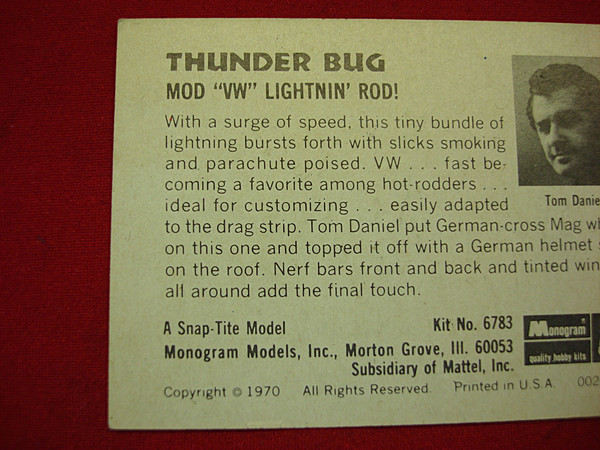 THUNDER BUG
MOD "VW" LIGHTNIN' ROD!
With a surge of speed, this tiny bundle of
lightning bursts forth with slicks smoking
and parachute poised. VW . . . fast be-
coming a favorite among hot-rodders . . .
ideal for customizing . . . easily adapted
to the drag strip. Tom Daniel put German-cross Mag
on this one and topped it off with a German helmet
on the roof. Nerf bars front and back and tinted
all around add the final touch.
Tom
A Snap-Tite Model
Kit No. 6783
Monogram Models, Inc., Morton Grove, Ill. 60053
Subsidiary of Mattel, Inc.
Monogram
quality hobby kits
Copyright © 1970 All Rights Reserved. Printed in U.S.A. 002